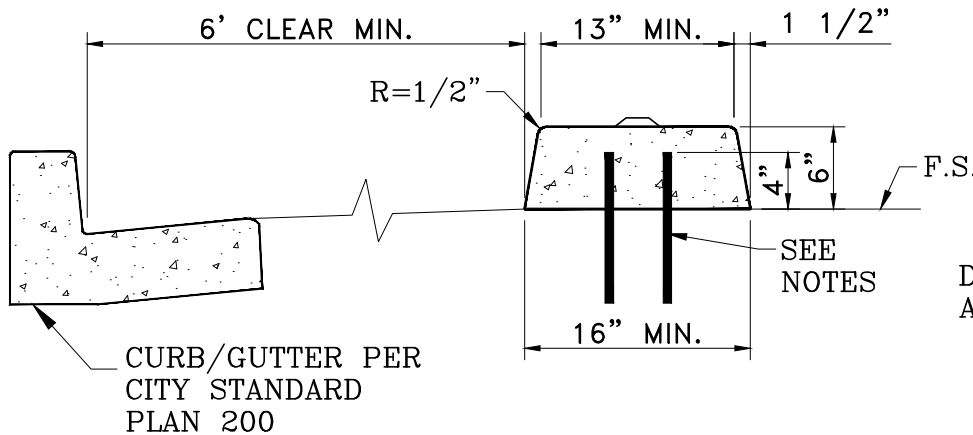 6’ CLEAR MIN.
13” MIN.
1 1/2”
R=1/2”
4”
6”
F.S.
SEE
NOTES
D
A
16” MIN.
CURB/GUTTER PER
CITY STANDARD
PLAN 200